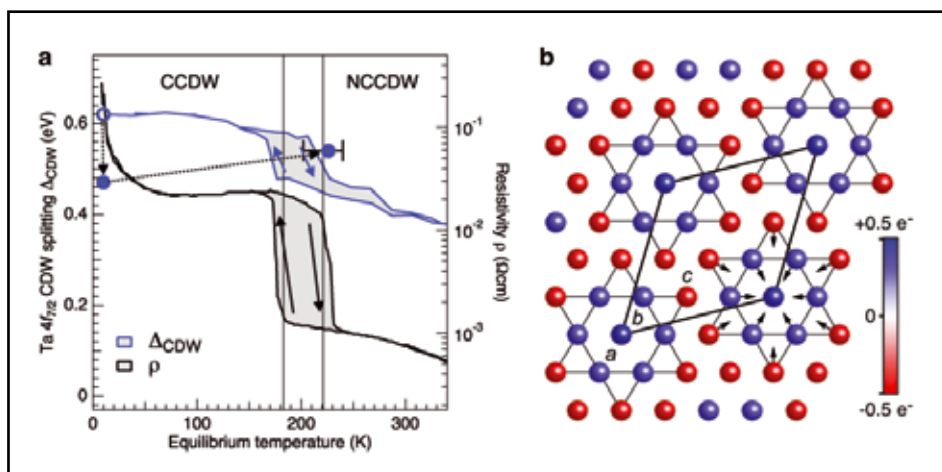 a
CCDW
NCCDW
Ta 4f7/2 CDW splitting ΔCDW (eV)
0.6
0.4
0.2
0
10⁻¹
10⁻²
10⁻³
Resistivity ρ (Ωcm)
ΔCDW
ρ
0
100
200
300
Equilibrium temperature (K)
b
c
b
a
+0.5 e⁻
0
-0.5 e⁻